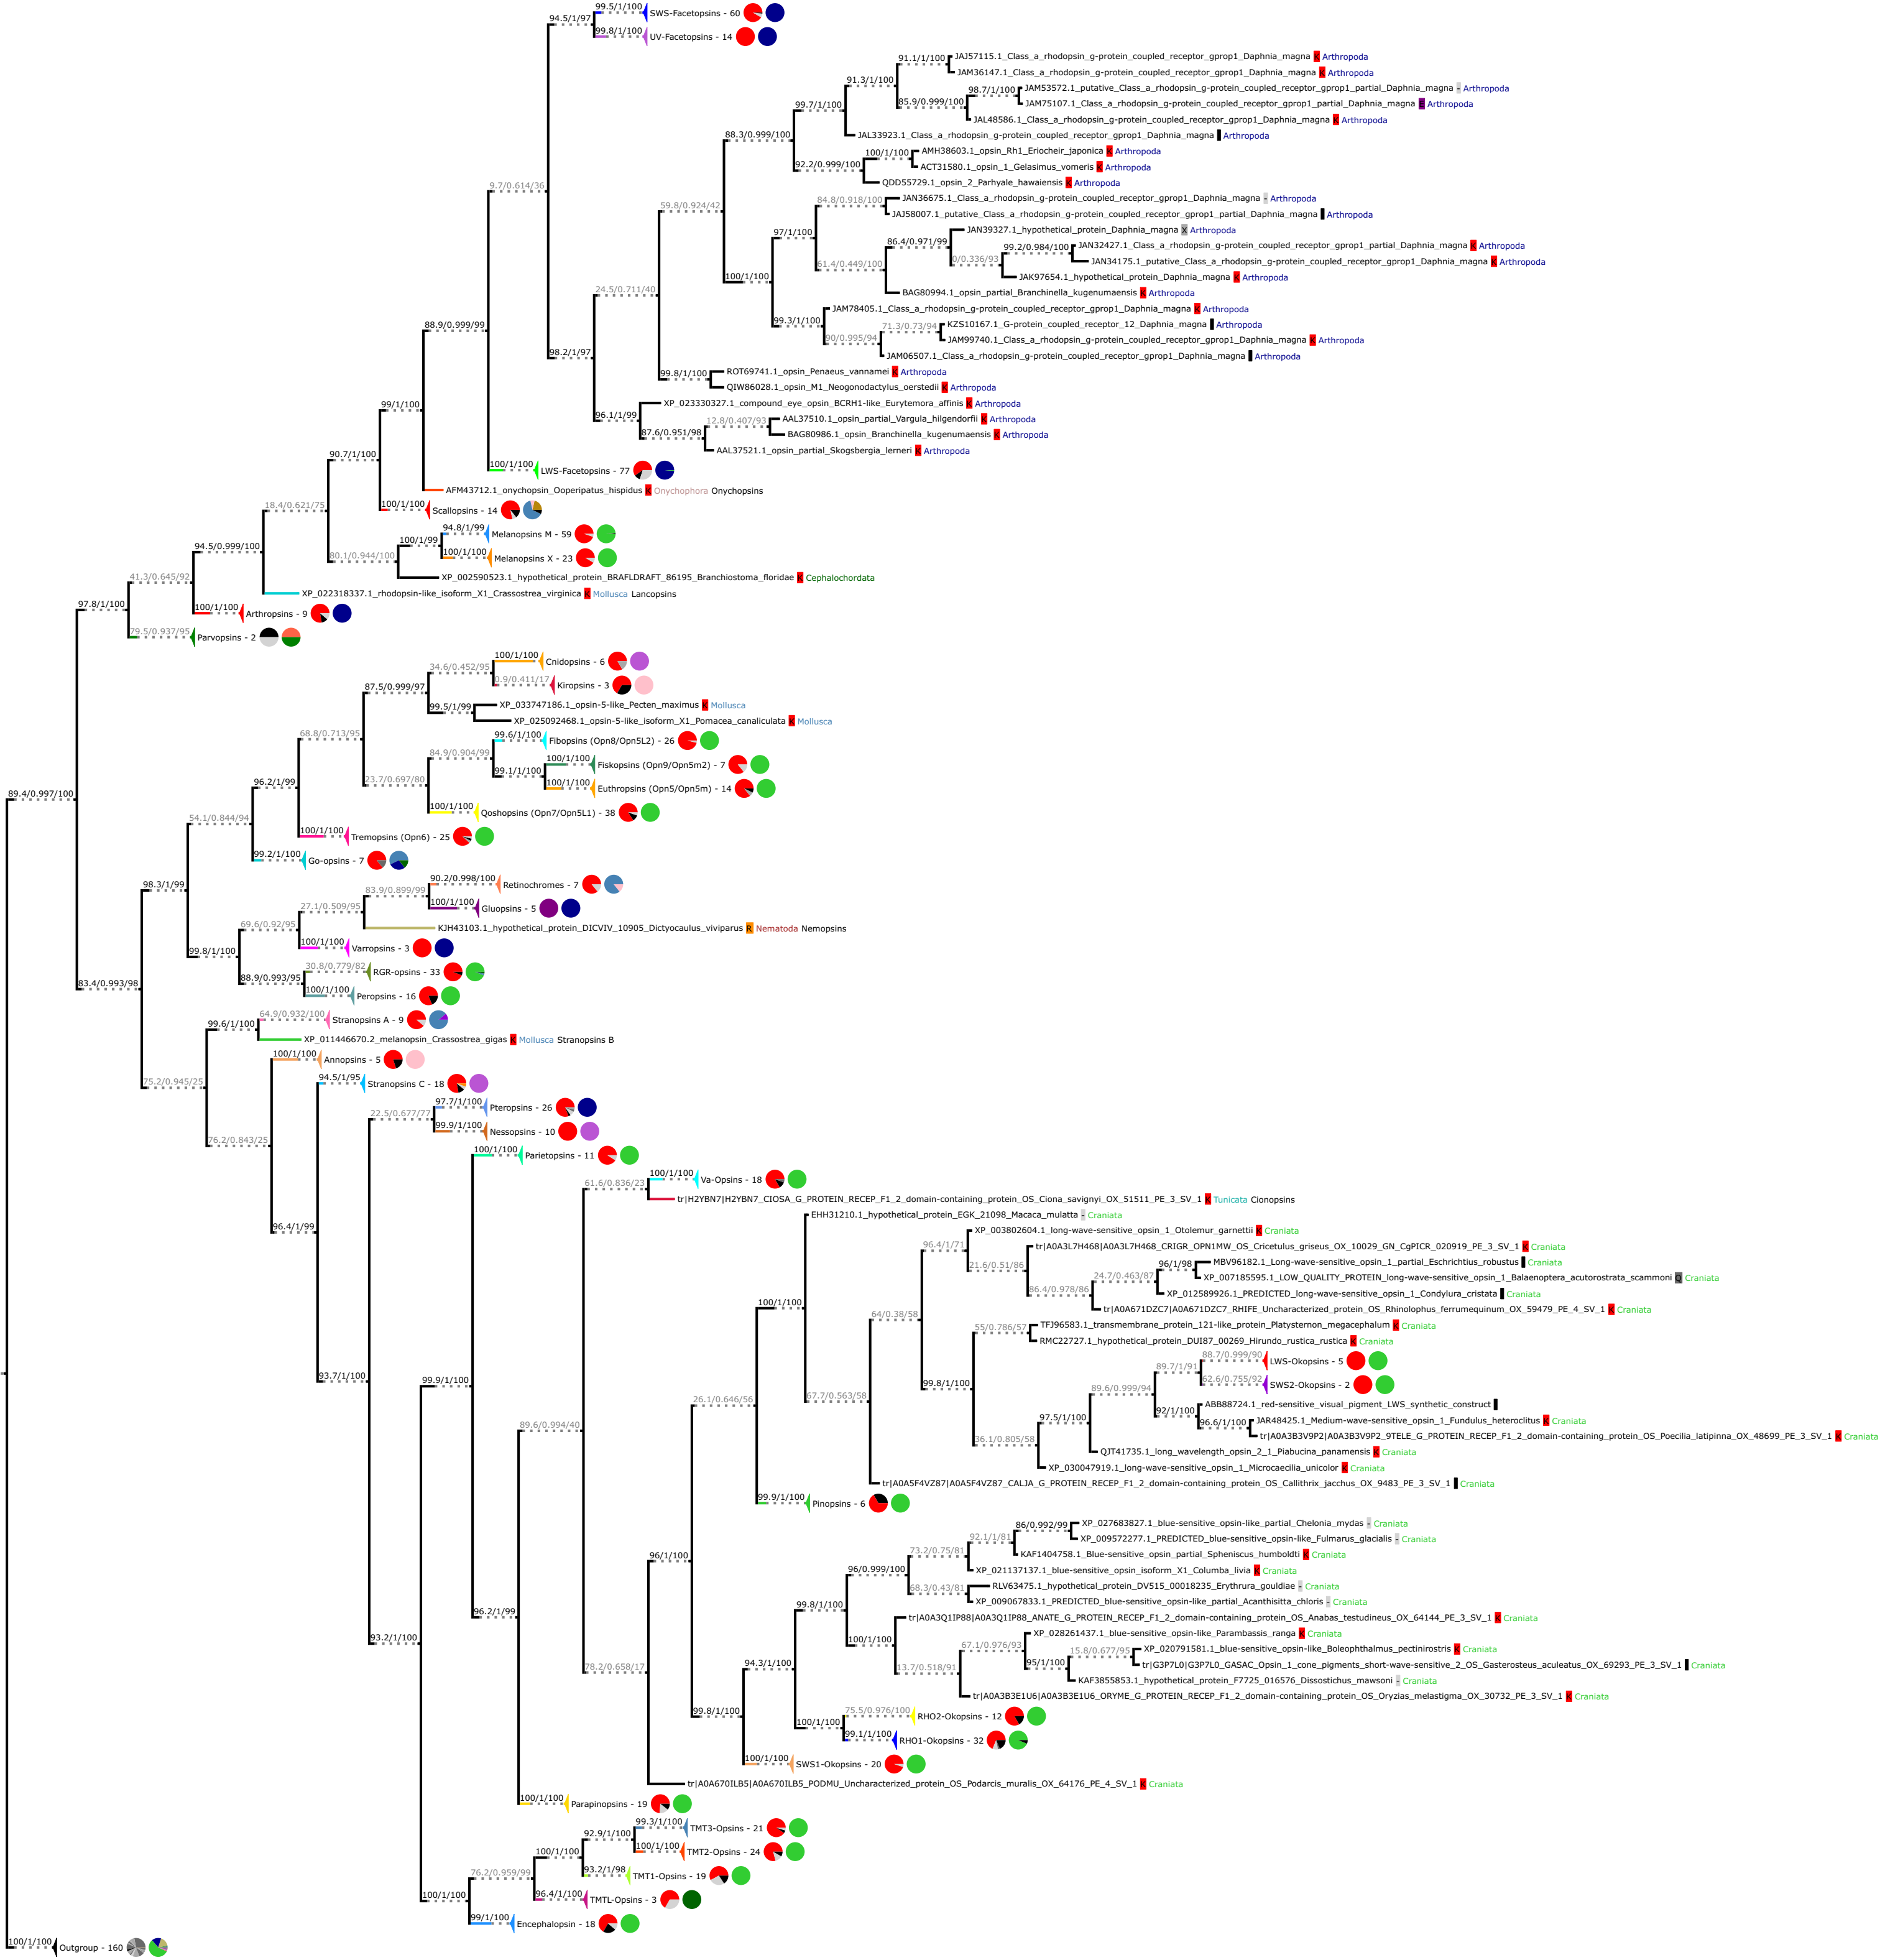 99.5/1/100
SWS-Facetopsins - 60
94.5/1/97
99.8/1/100
UV-Facetopsins - 14
JAJ57115.1_Class_a_rhodopsin_g-protein_coupled_receptor_gprop1_Daphnia_magna K Arthropoda
91.1/1/100
JAM36147.1_Class_a_rhodopsin_g-protein_coupled_receptor_gprop1_Daphnia_magna K Arthropoda
91.3/1/100
JAM53572.1_putative_Class_a_rhodopsin_g-protein_coupled_receptor_gprop1_partial_Daphnia_magna - Arthropoda
98.7/1/100
85.9/0.999/100
JAM75107.1_Class_a_rhodopsin_g-protein_coupled_receptor_gprop1_partial_Daphnia_magna E Arthropoda
99.7/1/100
JAL48586.1_Class_a_rhodopsin_g-protein_coupled_receptor_gprop1_Daphnia_magna K Arthropoda
88.3/0.999/100
JAL33923.1_Class_a_rhodopsin_g-protein_coupled_receptor_gprop1_Daphnia_magna Arthropoda
AMH38603.1_opsin_Rh1_Eriocheir_japonica K Arthropoda
100/1/100
92.2/0.999/100
ACT31580.1_opsin_1_Gelasimus_vomeris K Arthropoda
QDD55729.1_opsin_2_Parhyale_hawaiensis K Arthropoda
9.7/0.614/36
59.8/0.924/42
JAN36675.1_Class_a_rhodopsin_g-protein_coupled_receptor_gprop1_Daphnia_magna - Arthropoda
84.8/0.918/100
JAJ58007.1_putative_Class_a_rhodopsin_g-protein_coupled_receptor_gprop1_partial_Daphnia_magna Arthropoda
97/1/100
JAN39327.1_hypothetical_protein_Daphnia_magna X Arthropoda
86.4/0.971/99
JAN32427.1_Class_a_rhodopsin_g-protein_coupled_receptor_gprop1_partial_Daphnia_magna K Arthropoda
99.2/0.984/100
61.4/0.449/100
0/0.336/93
JAN34175.1_putative_Class_a_rhodopsin_g-protein_coupled_receptor_gprop1_Daphnia_magna K Arthropoda
100/1/100
JAK97654.1_hypothetical_protein_Daphnia_magna K Arthropoda
24.5/0.711/40
BAG80994.1_opsin_partial_Branchinella_kugenumaensis K Arthropoda
JAM78405.1_Class_a_rhodopsin_g-protein_coupled_receptor_gprop1_Daphnia_magna K Arthropoda
99.3/1/100
KZS10167.1_G-protein_coupled_receptor_12_Daphnia_magna Arthropoda
71.3/0.73/94
90/0.995/94
JAM99740.1_Class_a_rhodopsin_g-protein_coupled_receptor_gprop1_Daphnia_magna K Arthropoda
88.9/0.999/99
98.2/1/97
JAM06507.1_Class_a_rhodopsin_g-protein_coupled_receptor_gprop1_Daphnia_magna Arthropoda
ROT69741.1_opsin_Penaeus_vannamei K Arthropoda
99.8/1/100
QIW86028.1_opsin_M1_Neogonodactylus_oerstedii K Arthropoda
XP_023330327.1_compound_eye_opsin_BCRH1-like_Eurytemora_affinis K Arthropoda
99/1/100
96.1/1/99
AAL37510.1_opsin_partial_Vargula_hilgendorfii K Arthropoda
12.8/0.407/93
87.6/0.951/98
BAG80986.1_opsin_Branchinella_kugenumaensis K Arthropoda
AAL37521.1_opsin_partial_Skogsbergia_lerneri K Arthropoda
90.7/1/100
100/1/100
LWS-Facetopsins - 77
AFM43712.1_onychopsin_Ooperipatus_hispidus K Onychophora Onychopsins
18.4/0.621/75
100/1/100
Scallopsins - 14
94.8/1/99
Melanopsins M - 59
100/1/99
94.5/0.999/100
80.1/0.944/100
100/1/100
Melanopsins X - 23
41.3/0.645/92
XP_002590523.1_hypothetical_protein_BRAFLDRAFT_86195_Branchiostoma_floridae K Cephalochordata
XP_022318337.1_rhodopsin-like_isoform_X1_Crassostrea_virginica K Mollusca Lancopsins
97.8/1/100
100/1/100
Arthropsins - 9
79.5/0.937/95
Parvopsins - 2
100/1/100
Cnidopsins - 6
34.6/0.452/95
0.9/0.411/17
Kiropsins - 3
87.5/0.999/97
XP_033747186.1_opsin-5-like_Pecten_maximus K Mollusca
99.5/1/99
XP_025092468.1_opsin-5-like_isoform_X1_Pomacea_canaliculata K Mollusca
68.8/0.713/95
99.6/1/100
Fibopsins (Opn8/Opn5L2) - 26
84.9/0.904/99
100/1/100
Fiskopsins (Opn9/Opn5m2) - 7
99.1/1/100
23.7/0.697/80
96.2/1/99
100/1/100
Euthropsins (Opn5/Opn5m) - 14
89.4/0.997/100
100/1/100
Qoshopsins (Opn7/Opn5L1) - 38
54.1/0.844/94
100/1/100
Tremopsins (Opn6) - 25
99.2/1/100
Go-opsins - 7
98.3/1/99
90.2/0.998/100
Retinochromes - 7
83.9/0.899/99
100/1/100
Gluopsins - 5
27.1/0.509/95
KJH43103.1_hypothetical_protein_DICVIV_10905_Dictyocaulus_viviparus R Nematoda Nemopsins
69.6/0.92/95
100/1/100
Varropsins - 3
99.8/1/100
30.8/0.779/82
RGR-opsins - 33
88.9/0.993/95
83.4/0.993/98
100/1/100
Peropsins - 16
64.9/0.932/100
Stranopsins A - 9
99.6/1/100
XP_011446670.2_melanopsin_Crassostrea_gigas K Mollusca Stranopsins B
100/1/100
Annopsins - 5
75.2/0.945/25
94.5/1/95
Stranopsins C - 18
97.7/1/100
Pteropsins - 26
22.5/0.677/77
99.9/1/100
Nessopsins - 10
76.2/0.843/25
100/1/100
Parietopsins - 11
100/1/100
Va-Opsins - 18
61.6/0.836/23
tr|H2YBN7|H2YBN7_CIOSA_G_PROTEIN_RECEP_F1_2_domain-containing_protein_OS_Ciona_savignyi_OX_51511_PE_3_SV_1 K Tunicata Cionopsins
EHH31210.1_hypothetical_protein_EGK_21098_Macaca_mulatta - Craniata
96.4/1/99
XP_003802604.1_long-wave-sensitive_opsin_1_Otolemur_garnettii K Craniata
96.4/1/71
tr|A0A3L7H468|A0A3L7H468_CRIGR_OPN1MW_OS_Cricetulus_griseus_OX_10029_GN_CgPICR_020919_PE_3_SV_1 K Craniata
21.6/0.51/86
MBV96182.1_Long-wave-sensitive_opsin_1_partial_Eschrichtius_robustus Craniata
96/1/98
24.7/0.463/87
XP_007185595.1_LOW_QUALITY_PROTEIN_long-wave-sensitive_opsin_1_Balaenoptera_acutorostrata_scammoni Q Craniata
86.4/0.978/86
XP_012589926.1_PREDICTED_long-wave-sensitive_opsin_1_Condylura_cristata Craniata
100/1/100
tr|A0A671DZC7|A0A671DZC7_RHIFE_Uncharacterized_protein_OS_Rhinolophus_ferrumequinum_OX_59479_PE_4_SV_1 K Craniata
64/0.38/58
TFJ96583.1_transmembrane_protein_121-like_protein_Platysternon_megacephalum K Craniata
55/0.786/57
RMC22727.1_hypothetical_protein_DUI87_00269_Hirundo_rustica_rustica K Craniata
88.7/0.999/90
LWS-Okopsins - 5
89.7/1/91
93.7/1/100
99.9/1/100
99.8/1/100
62.6/0.755/92
SWS2-Okopsins - 2
26.1/0.646/56
67.7/0.563/58
89.6/0.999/94
ABB88724.1_red-sensitive_visual_pigment_LWS_synthetic_construct
92/1/100
JAR48425.1_Medium-wave-sensitive_opsin_1_Fundulus_heteroclitus K Craniata
97.5/1/100
96.6/1/100
89.6/0.994/40
tr|A0A3B3V9P2|A0A3B3V9P2_9TELE_G_PROTEIN_RECEP_F1_2_domain-containing_protein_OS_Poecilia_latipinna_OX_48699_PE_3_SV_1 K Craniata
36.1/0.805/58
QJT41735.1_long_wavelength_opsin_2_1_Piabucina_panamensis K Craniata
XP_030047919.1_long-wave-sensitive_opsin_1_Microcaecilia_unicolor K Craniata
tr|A0A5F4VZ87|A0A5F4VZ87_CALJA_G_PROTEIN_RECEP_F1_2_domain-containing_protein_OS_Callithrix_jacchus_OX_9483_PE_3_SV_1 Craniata
99.9/1/100
Pinopsins - 6
XP_027683827.1_blue-sensitive_opsin-like_partial_Chelonia_mydas - Craniata
86/0.992/99
92.1/1/81
XP_009572277.1_PREDICTED_blue-sensitive_opsin-like_Fulmarus_glacialis - Craniata
73.2/0.75/81
KAF1404758.1_Blue-sensitive_opsin_partial_Spheniscus_humboldti K Craniata
96/1/100
XP_021137137.1_blue-sensitive_opsin_isoform_X1_Columba_livia K Craniata
96/0.999/100
RLV63475.1_hypothetical_protein_DV515_00018235_Erythrura_gouldiae - Craniata
68.3/0.43/81
XP_009067833.1_PREDICTED_blue-sensitive_opsin-like_partial_Acanthisitta_chloris - Craniata
99.8/1/100
96.2/1/99
tr|A0A3Q1IP88|A0A3Q1IP88_ANATE_G_PROTEIN_RECEP_F1_2_domain-containing_protein_OS_Anabas_testudineus_OX_64144_PE_3_SV_1 K Craniata
XP_028261437.1_blue-sensitive_opsin-like_Parambassis_ranga K Craniata
93.2/1/100
100/1/100
67.1/0.976/93
XP_020791581.1_blue-sensitive_opsin-like_Boleophthalmus_pectinirostris K Craniata
15.8/0.677/95
94.3/1/100
95/1/100
tr|G3P7L0|G3P7L0_GASAC_Opsin_1_cone_pigments_short-wave-sensitive_2_OS_Gasterosteus_aculeatus_OX_69293_PE_3_SV_1 Craniata
78.2/0.658/17
13.7/0.518/91
KAF3855853.1_hypothetical_protein_F7725_016576_Dissostichus_mawsoni - Craniata
tr|A0A3B3E1U6|A0A3B3E1U6_ORYME_G_PROTEIN_RECEP_F1_2_domain-containing_protein_OS_Oryzias_melastigma_OX_30732_PE_3_SV_1 K Craniata
99.8/1/100
75.5/0.976/100
RHO2-Okopsins - 12
100/1/100
99.1/1/100
RHO1-Okopsins - 32
100/1/100
SWS1-Okopsins - 20
tr|A0A670ILB5|A0A670ILB5_PODMU_Uncharacterized_protein_OS_Podarcis_muralis_OX_64176_PE_4_SV_1 K Craniata
100/1/100
Parapinopsins - 19
99.3/1/100
TMT3-Opsins - 21
92.9/1/100
100/1/100
TMT2-Opsins - 24
100/1/100
93.2/1/98
TMT1-Opsins - 19
76.2/0.959/99
96.4/1/100
TMTL-Opsins - 3
100/1/100
99/1/100
Encephalopsin - 18
100/1/100
Outgroup - 160